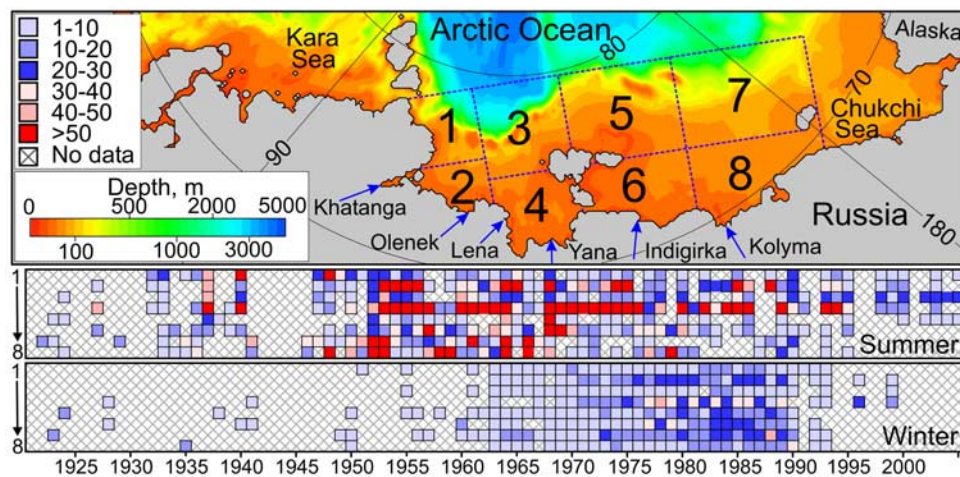 1-10
10-20
20-30
30-40
40-50
>50
No data
Depth, m
0 500 2000 5000
100 1000 3000
Kara
Sea
Arctic Ocean
80
Alaska
70
Chukchi
Sea
90
180
1
2
3
4
5
6
7
8
Khatanga
Olenek
Lena
Yana
Indigirka
Kolyma
Russia
1
8
Summer
1
8
Winter
1925 1930 1935 1940 1945 1950 1955 1960 1965 1970 1975 1980 1985 1990 1995 2000